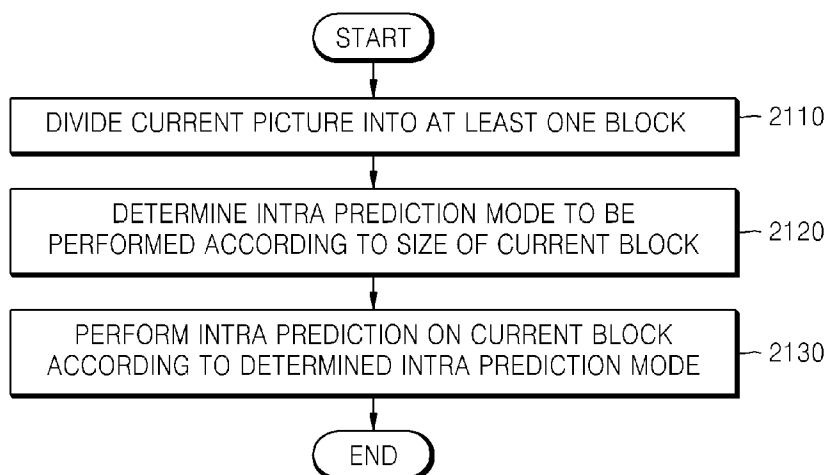 START
DIVIDE CURRENT PICTURE INTO AT LEAST ONE BLOCK
2110
DETERMINE INTRA PREDICTION MODE TO BE
PERFORMED ACCORDING TO SIZE OF CURRENT BLOCK
2120
PERFORM INTRA PREDICTION ON CURRENT BLOCK
ACCORDING TO DETERMINED INTRA PREDICTION MODE
2130
END